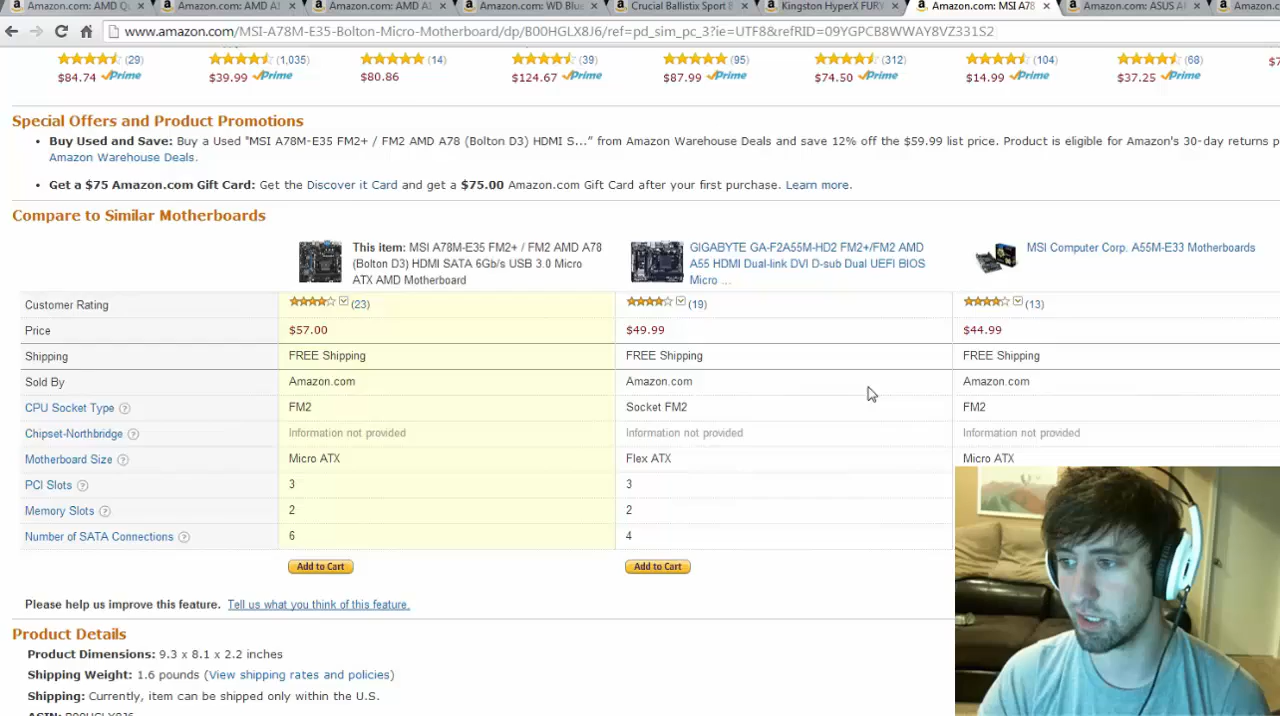 Amazon.com: AMD Q
Amazon.com: AMD A1
Amazon.com: AMD A1
Amazon.com: WD Blue
Crucial Ballistix Sport 8
Kingston HyperX FURY
Amazon.com: MSI A78
Amazon.com: ASUS A
Amazon.co
www.amazon.com/MSI-A78M-E35-Bolton-Micro-Motherboard/dp/B00HGLX8J6/ref=pd_sim_pc_3?ie=UTF8&refRID=09YGPCB8WWAY8VZ331S2
(29) (1,035) (14) (39) (95) (312) (104) (68)
$84.74 Prime $39.99 Prime $80.86 $124.67 Prime $87.99 Prime $74.50 Prime $14.99 Prime $37.25 Prime $7
Special Offers and Product Promotions
• Buy Used and Save: Buy a Used "MSI A78M-E35 FM2+ / FM2 AMD A78 (Bolton D3) HDMI S..." from Amazon Warehouse Deals and save 12% off the $59.99 list price. Product is eligible for Amazon's 30-day returns p
Amazon Warehouse Deals.
• Get a $75 Amazon.com Gift Card: Get the Discover it Card and get a $75.00 Amazon.com Gift Card after your first purchase. Learn more.
Compare to Similar Motherboards
This item: MSI A78M-E35 FM2+ / FM2 AMD A78
(Bolton D3) HDMI SATA 6Gb/s USB 3.0 Micro
ATX AMD Motherboard
GIGABYTE GA-F2A55M-HD2 FM2+/FM2 AMD
A55 HDMI Dual-link DVI D-sub Dual UEFI BIOS
Micro ...
MSI Computer Corp. A55M-E33 Motherboards
Customer Rating (23) (19) (13)
Price $57.00 $49.99 $44.99
Shipping FREE Shipping FREE Shipping FREE Shipping
Sold By Amazon.com Amazon.com Amazon.com
CPU Socket Type ? FM2 Socket FM2 FM2
Chipset-Northbridge ? Information not provided Information not provided Information not provided
Motherboard Size ? Micro ATX Flex ATX Micro ATX
PCI Slots ? 3 3
Memory Slots ? 2 2
Number of SATA Connections ? 6 4
Add to Cart Add to Cart
Please help us improve this feature. Tell us what you think of this feature.
Product Details
Product Dimensions: 9.3 x 8.1 x 2.2 inches
Shipping Weight: 1.6 pounds (View shipping rates and policies)
Shipping: Currently, item can be shipped only within the U.S.
ASIN: B00HGLX8J6